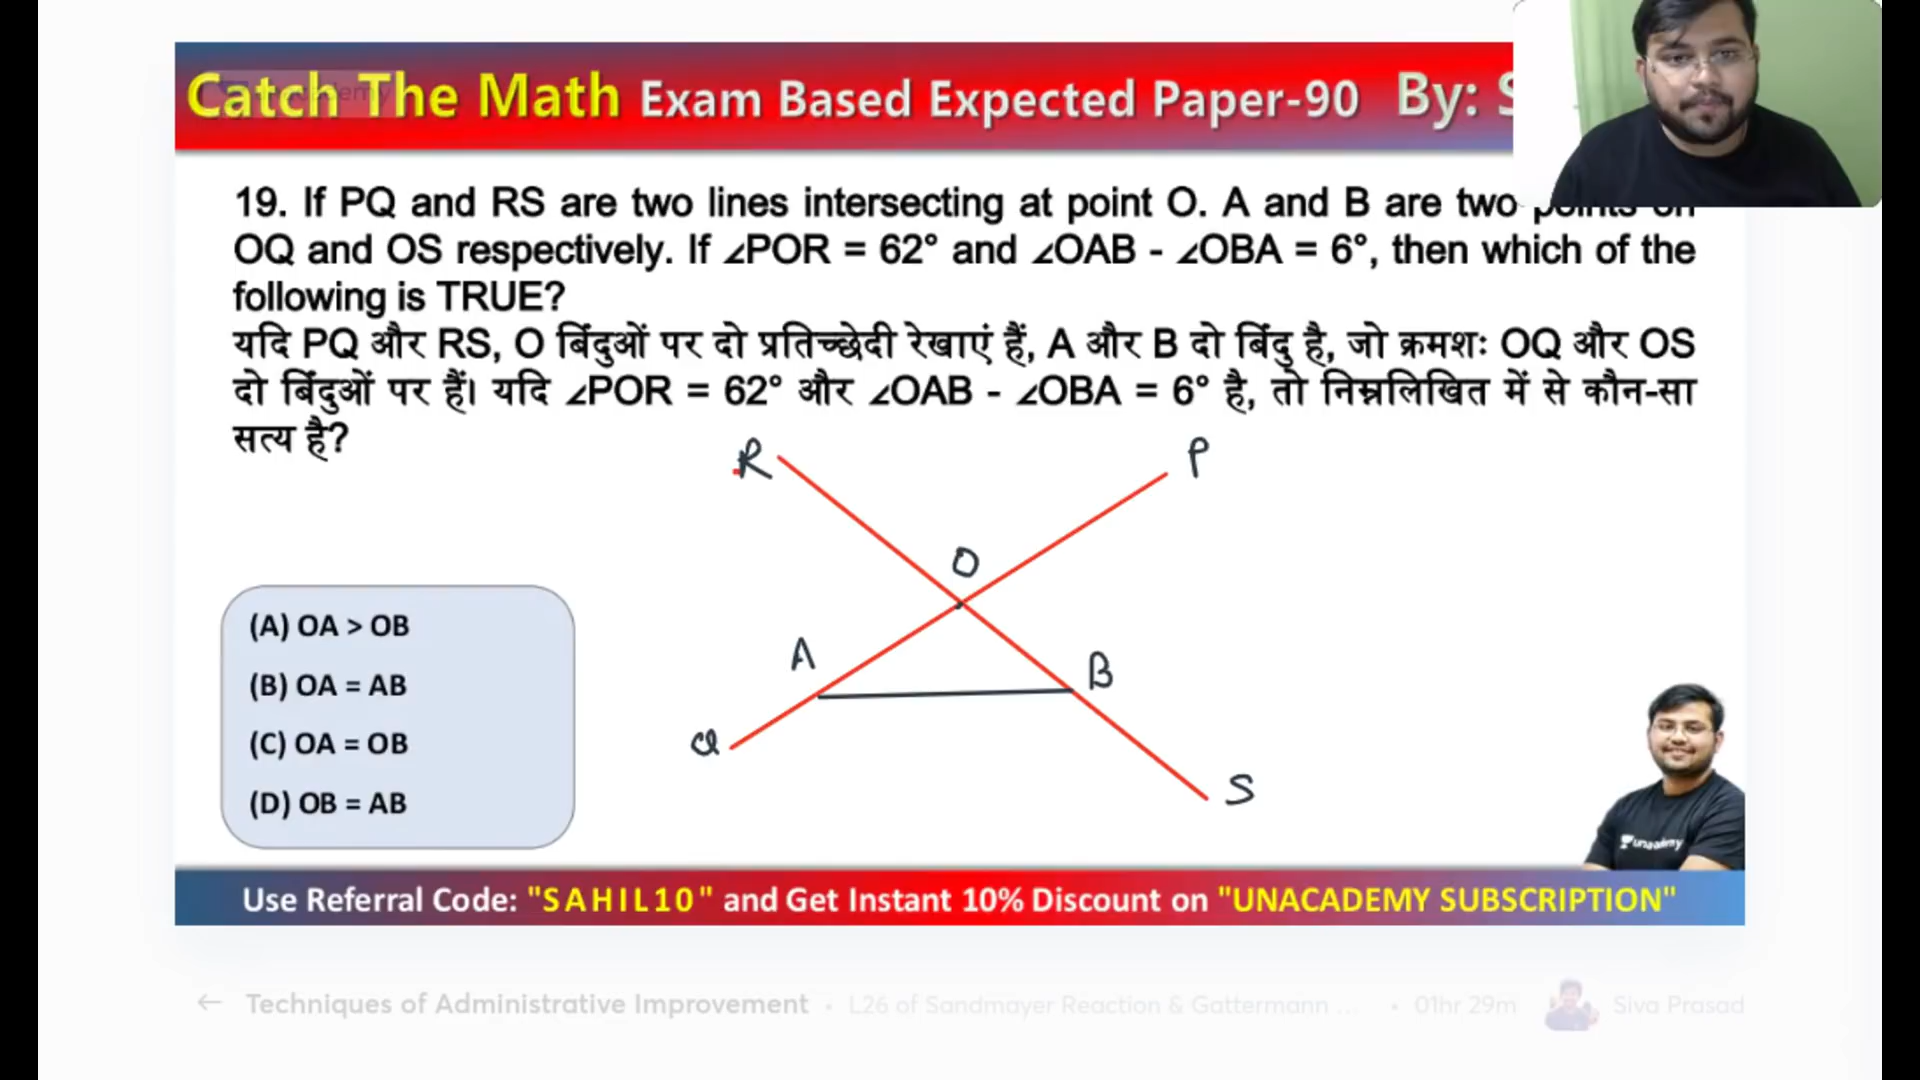 Catch The Math Exam Based Expected Paper-90 By: S
19. If PQ and RS are two lines intersecting at point O. A and B are two points on
OQ and OS respectively. If ∠POR = 62° and ∠OAB - ∠OBA = 6°, then which of the
following is TRUE?
यदि PQ और RS, O बिंदुओं पर दो प्रतिच्छेदी रेखाएं हैं, A और B दो बिंदु है, जो क्रमशः OQ और OS
दो बिंदुओं पर हैं। यदि ∠POR = 62° और ∠OAB - ∠OBA = 6° है, तो निम्नलिखित में से कौन-सा
सत्य है?
R
P
O
A
B
Q
S
(A) OA > OB
(B) OA = AB
(C) OA = OB
(D) OB = AB
unacademy
Use Referral Code: "SAHIL10" and Get Instant 10% Discount on "UNACADEMY SUBSCRIPTION"
← Techniques of Administrative Improvement • L26 of Sandmayer Reaction & Gattermann ... • 01hr 29m Siva Prasad